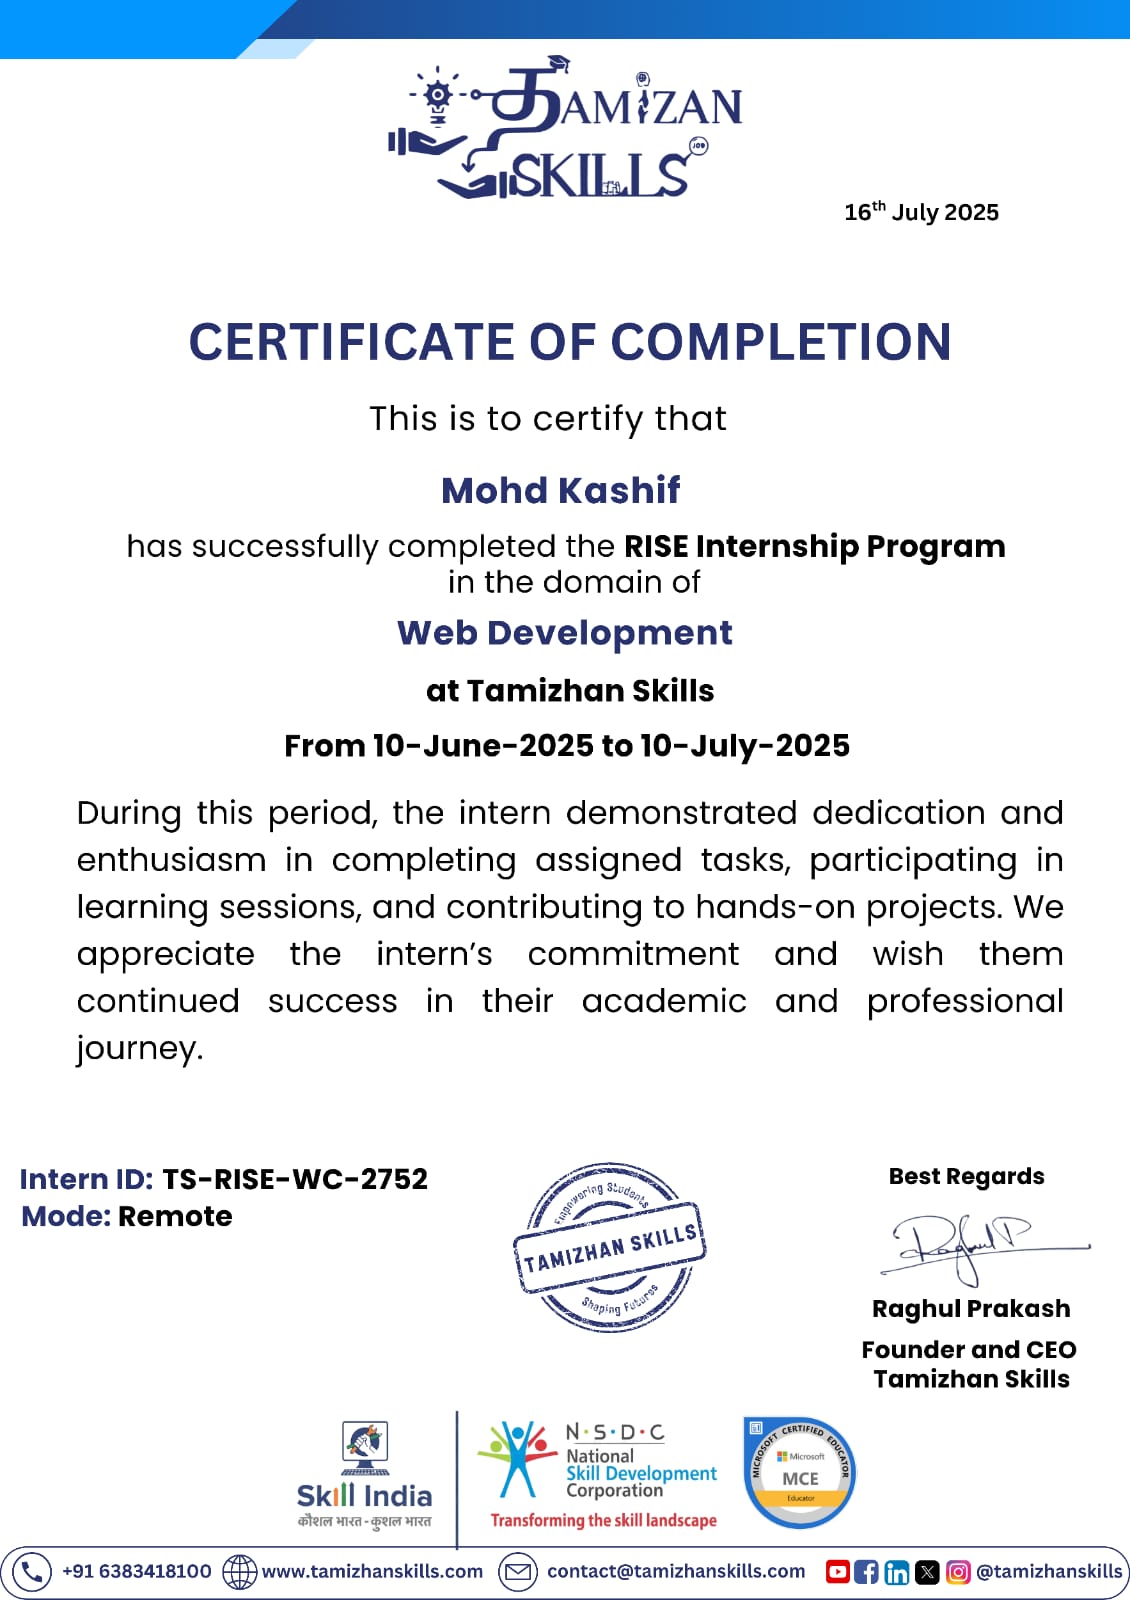 தAMIZAN
SKILLS
JOB
16th July 2025
CERTIFICATE OF COMPLETION
This is to certify that
Mohd Kashif
has successfully completed the RISE Internship Program
in the domain of
Web Development
at Tamizhan Skills
From 10-June-2025 to 10-July-2025
During this period, the intern demonstrated dedication and
enthusiasm in completing assigned tasks, participating in
learning sessions, and contributing to hands-on projects. We
appreciate the intern's commitment and wish them
continued success in their academic and professional
journey.
Intern ID: TS-RISE-WC-2752
Mode: Remote
Empowering Students
TAMIZHAN SKILLS
Shaping Futures
Best Regards
Raghul P
Raghul Prakash
Founder and CEO
Tamizhan Skills
Skill India
कौशल भारत - कुशल भारत
N·S·D·C
National
Skill Development
Corporation
Transforming the skill landscape
MICROSOFT CERTIFIED EDUCATOR
Microsoft
MCE
Educator
+91 6383418100 www.tamizhanskills.com contact@tamizhanskills.com @tamizhanskills